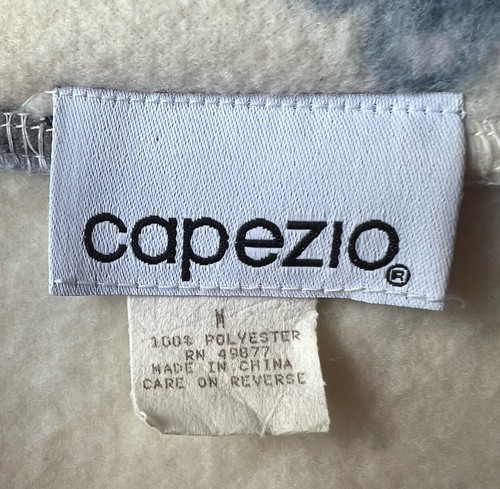 capezio®
M
100% POLYESTER
RN 49877
MADE IN CHINA
CARE ON REVERSE